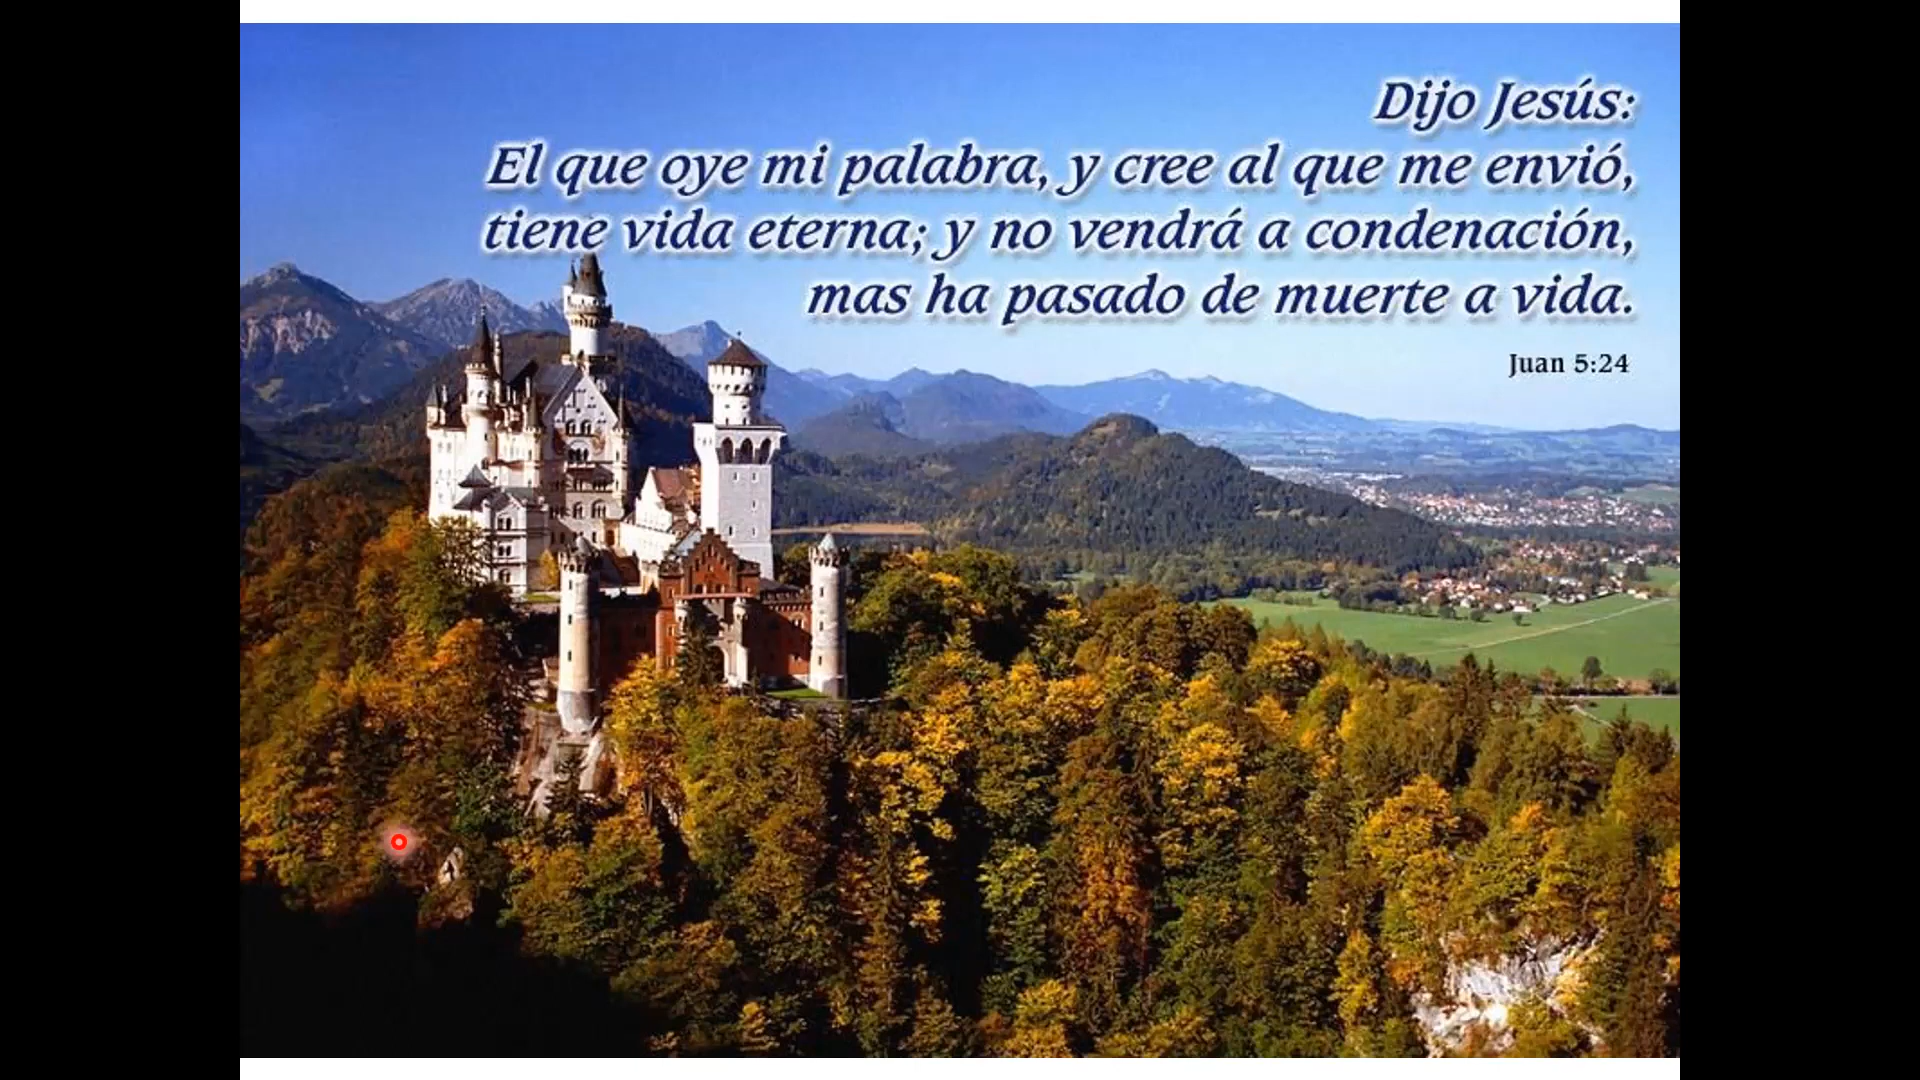 Dijo Jesús:
El que oye mi palabra, y cree al que me envió,
tiene vida eterna; y no vendrá a condenación,
mas ha pasado de muerte a vida.
Juan 5:24